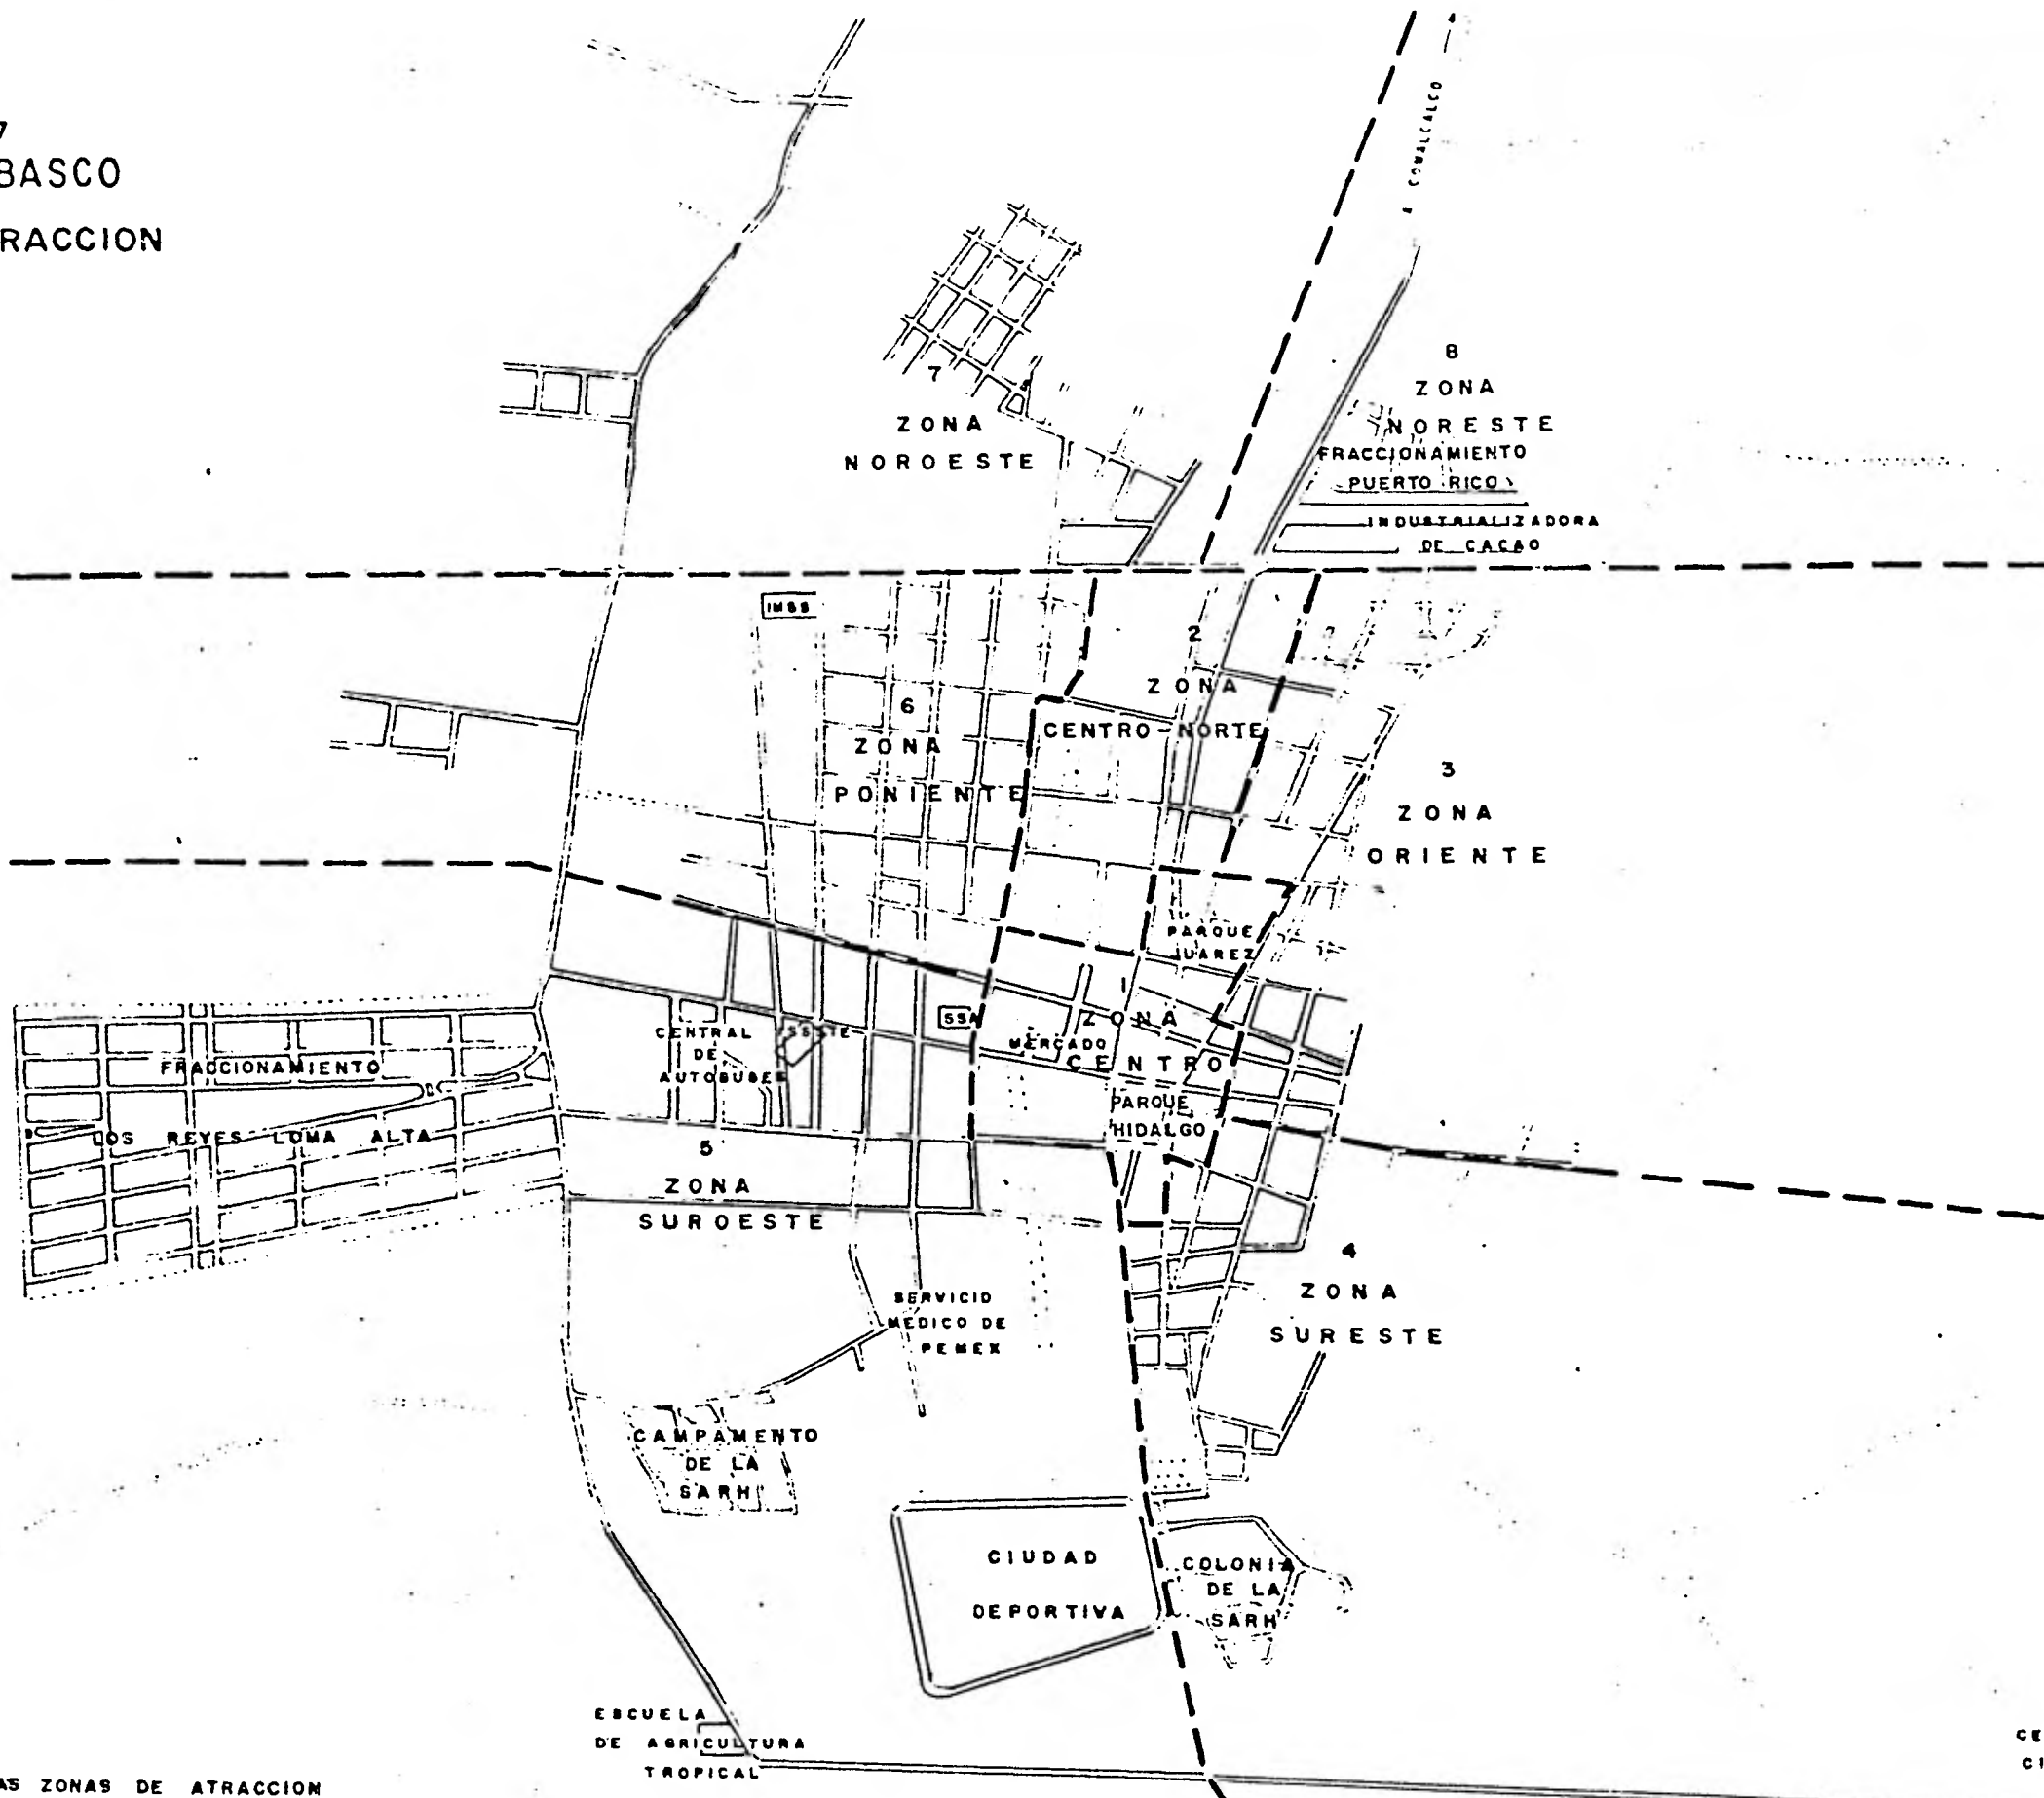 7
BASCO
RACCION
A COMALCALCO
8
ZONA
NORESTE
FRACCIONAMIENTO
PUERTO RICO
INDUSTRIALIZADORA
DE CACAO
7
ZONA
NOROESTE
IMSS
2
ZONA
CENTRO-NORTE
6
ZONA
PONIENTE
3
ZONA
ORIENTE
PARQUE
JUAREZ
1
ZONA
CENTRO
SSA
MERCADO
CENTRAL
DE
AUTOBUSES
ISSSTE
FRACCIONAMIENTO
LOS REYES LOMA ALTA
PARQUE
HIDALGO
5
ZONA
SUROESTE
4
ZONA
SURESTE
SERVICIO
MEDICO DE
PEMEX
CAMPAMENTO
DE LA
SARH
CIUDAD
DEPORTIVA
COLONIA
DE LA
SARH
ESCUELA
DE AGRICULTURA
TROPICAL
AS ZONAS DE ATRACCION
CE
CI